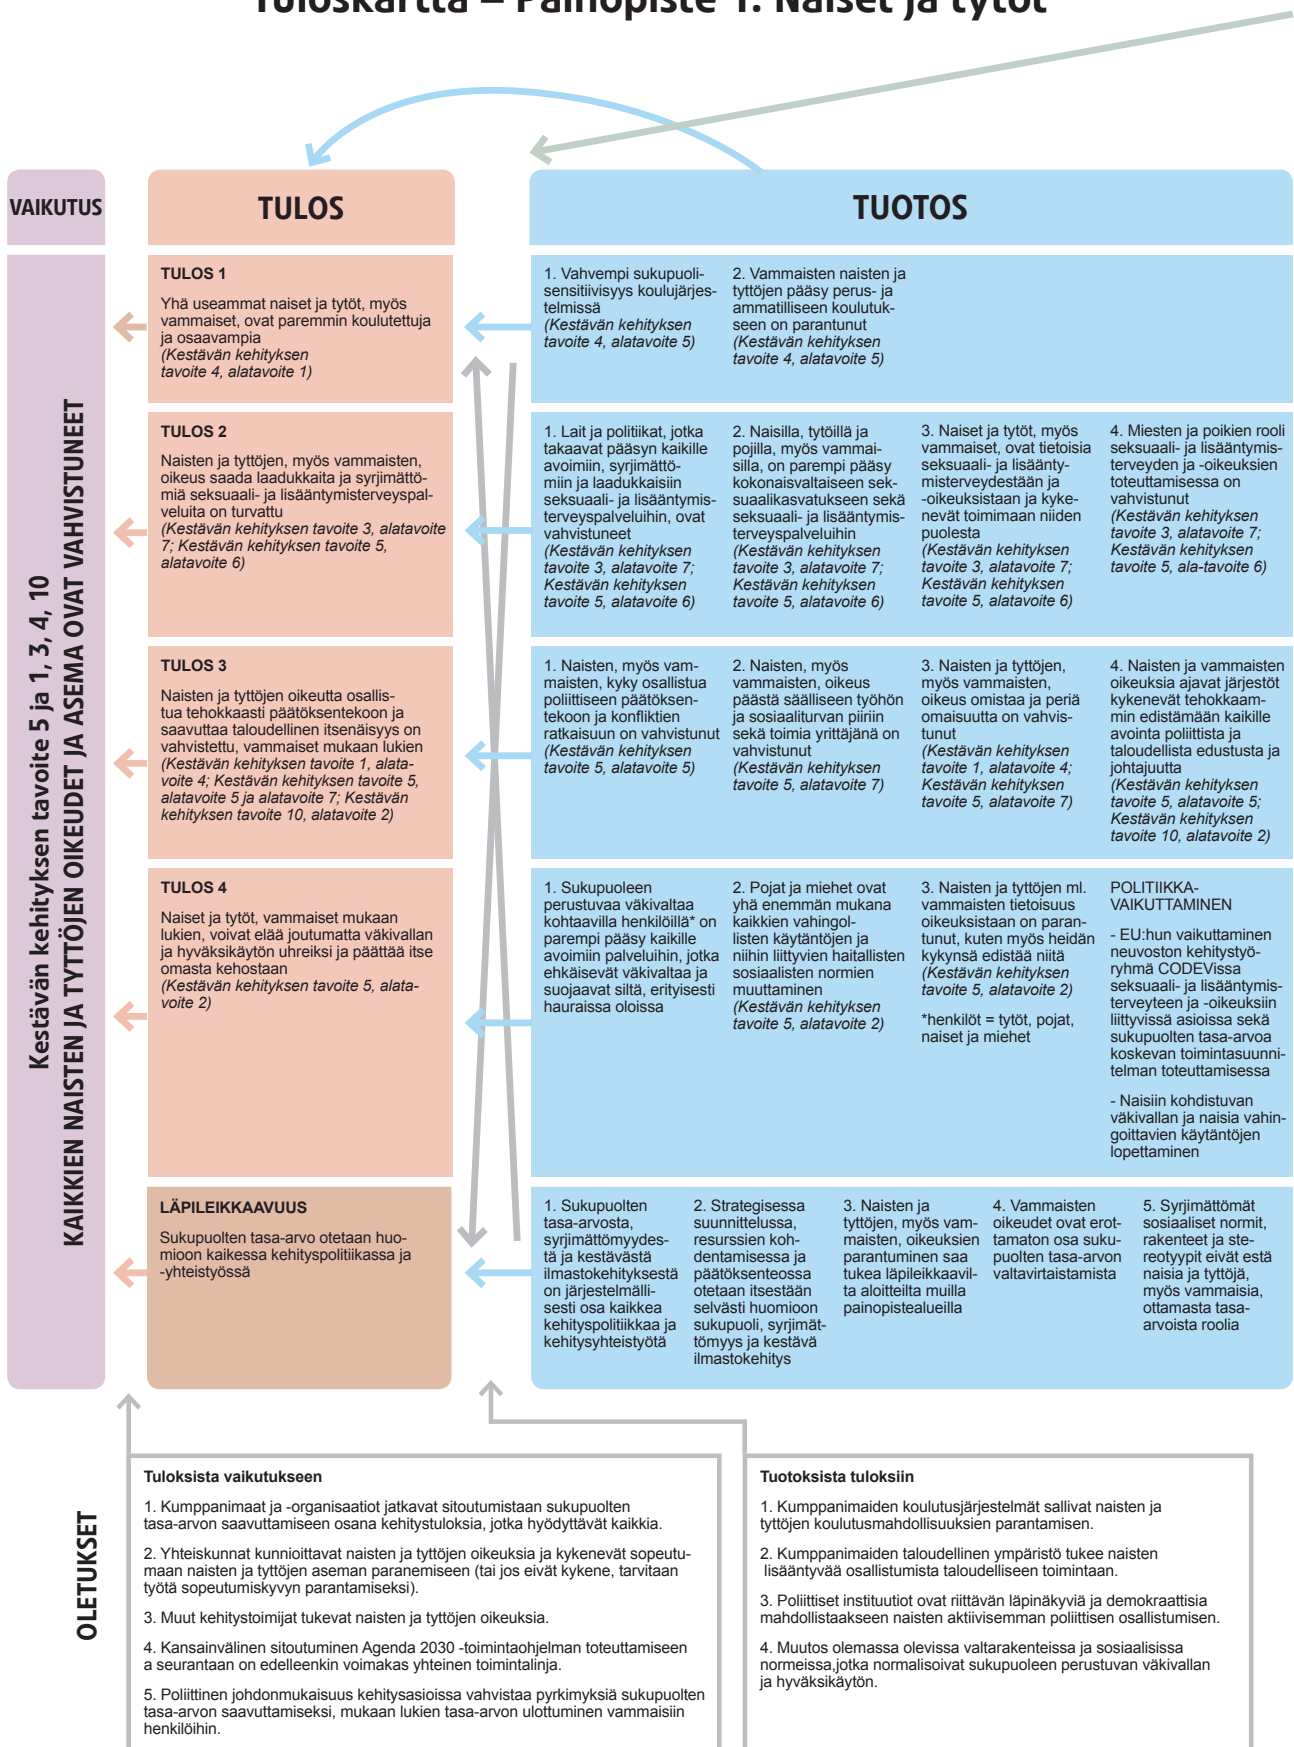 Tuloskartta – Painopiste 1: Naiset ja tytöt
VAIKUTUS
TULOS
TUOTOS
Kestävän kehityksen tavoite 5 ja 1, 3, 4, 10
KAIKKIEN NAISTEN JA TYTTÖJEN OIKEUDET JA ASEMA OVAT VAHVISTUNEET
TULOS 1
Yhä useammat naiset ja tytöt, myös
vammaiset, ovat paremmin koulutettuja
ja osaavampia
(Kestävän kehityksen
tavoite 4, alatavoite 1)
1. Vahvempi sukupuoli-
sensitiivisyys koulujärjes-
telmissä
(Kestävän kehityksen
tavoite 4, alatavoite 5)
2. Vammaisten naisten ja
tyttöjen pääsy perus- ja
ammatilliseen koulutuk-
seen on parantunut
(Kestävän kehityksen
tavoite 4, alatavoite 5)
TULOS 2
Naisten ja tyttöjen, myös vammaisten,
oikeus saada laadukkaita ja syrjimättö-
miä seksuaali- ja lisääntymisterveyspal-
veluita on turvattu
(Kestävän kehityksen tavoite 3, alatavoite
7; Kestävän kehityksen tavoite 5,
alatavoite 6)
1. Lait ja politiikat, jotka
takaavat pääsyn kaikille
avoimiin, syrjimättö-
miin ja laadukkaisiin
seksuaali- ja lisääntymis-
terveyspalveluihin, ovat
vahvistuneet
(Kestävän kehityksen
tavoite 3, alatavoite 7;
Kestävän kehityksen
tavoite 5, alatavoite 6)
2. Naisilla, tytöillä ja
pojilla, myös vammai-
silla, on parempi pääsy
kokonaisvaltaiseen sek-
suaalikasvatukseen sekä
seksuaali- ja lisääntymis-
terveyspalveluihin
(Kestävän kehityksen
tavoite 3, alatavoite 7;
Kestävän kehityksen
tavoite 5, alatavoite 6)
3. Naiset ja tytöt, myös
vammaiset, ovat tietoisia
seksuaali- ja lisäänty-
misterveydestään ja
-oikeuksistaan ja kyke-
nevät toimimaan niiden
puolesta
(Kestävän kehityksen
tavoite 3, alatavoite 7;
Kestävän kehityksen
tavoite 5, alatavoite 6)
4. Miesten ja poikien rooli
seksuaali- ja lisääntymis-
terveyden ja -oikeuksien
toteuttamisessa on
vahvistunut
(Kestävän kehityksen
tavoite 3, alatavoite 7;
Kestävän kehityksen
tavoite 5, ala-tavoite 6)
TULOS 3
Naisten ja tyttöjen oikeutta osallis-
tua tehokkaasti päätöksentekoon ja
saavuttaa taloudellinen itsenäisyys on
vahvistettu, vammaiset mukaan lukien
(Kestävän kehityksen tavoite 1, alata-
voite 4; Kestävän kehityksen tavoite 5,
alatavoite 5 ja alatavoite 7; Kestävän
kehityksen tavoite 10, alatavoite 2)
1. Naisten, myös vam-
maisten, kyky osallistua
poliittiseen päätöksen-
tekoon ja konfliktien
ratkaisuun on vahvistunut
(Kestävän kehityksen
tavoite 5, alatavoite 5)
2. Naisten, myös
vammaisten, oikeus
päästä säälliseen työhön
ja sosiaaliturvan piiriin
sekä toimia yrittäjänä on
vahvistunut
(Kestävän kehityksen
tavoite 5, alatavoite 7)
3. Naisten ja tyttöjen,
myös vammaisten,
oikeus omistaa ja periä
omaisuutta on vahvis-
tunut
(Kestävän kehityksen
tavoite 1, alatavoite 4;
Kestävän kehityksen
tavoite 5, alatavoite 7)
4. Naisten ja vammaisten
oikeuksia ajavat järjestöt
kykenevät tehokkaam-
min edistämään kaikille
avointa poliittista ja
taloudellista edustusta ja
johtajuutta
(Kestävän kehityksen
tavoite 5, alatavoite 5;
Kestävän kehityksen
tavoite 10, alatavoite 2)
TULOS 4
Naiset ja tytöt, vammaiset mukaan
lukien, voivat elää joutumatta väkivallan
ja hyväksikäytön uhreiksi ja päättää itse
omasta kehostaan
(Kestävän kehityksen tavoite 5, alata-
voite 2)
1. Sukupuoleen
perustuvaa väkivaltaa
kohtaavilla henkilöillä* on
parempi pääsy kaikille
avoimiin palveluihin, jotka
ehkäisevät väkivaltaa ja
suojaavat siltä, erityisesti
hauraissa oloissa
2. Pojat ja miehet ovat
yhä enemmän mukana
kaikkien vahingol-
listen käytäntöjen ja
niihin liittyvien haitallisten
sosiaalisten normien
muuttaminen
(Kestävän kehityksen
tavoite 5, alatavoite 2)
3. Naisten ja tyttöjen ml.
vammaisten tietoisuus
oikeuksistaan on paran-
tunut, kuten myös heidän
kykynsä edistää niitä
(Kestävän kehityksen
tavoite 5, alatavoite 2)
*henkilöt = tytöt, pojat,
naiset ja miehet
POLITIIKKA-
VAIKUTTAMINEN
- EU:hun vaikuttaminen
neuvoston kehitystyö-
ryhmä CODEVissa
seksuaali- ja lisääntymis-
terveyteen ja -oikeuksiin
liittyvissä asioissa sekä
sukupuolten tasa-arvoa
koskevan toimintasuunni-
telman toteuttamisessa
- Naisiin kohdistuvan
väkivallan ja naisia vahin-
goittavien käytäntöjen
lopettaminen
LÄPILEIKKAAVUUS
Sukupuolten tasa-arvo otetaan huo-
mioon kaikessa kehityspolitiikassa ja
-yhteistyössä
1. Sukupuolten
tasa-arvosta,
syrjimättömyydes-
tä ja kestävästä
ilmastokehityksestä
on järjestelmälli-
sesti osa kaikkea
kehityspolitiikkaa ja
kehitysyhteistyötä
2. Strategisessa
suunnittelussa,
resurssien koh-
dentamisessa ja
päätöksenteossa
otetaan itsestään
selvästi huomioon
sukupuoli, syrjimät-
tömyys ja kestävä
ilmastokehitys
3. Naisten ja
tyttöjen, myös vam-
maisten, oikeuksien
parantuminen saa
tukea läpileikkaavil-
ta aloitteilta muilla
painopistealueilla
4. Vammaisten
oikeudet ovat erot-
tamaton osa suku-
puolten tasa-arvon
valtavirtaistamista
5. Syrjimättömät
sosiaaliset normit,
rakenteet ja ste-
reotyypit eivät estä
naisia ja tyttöjä,
myös vammaisia,
ottamasta tasa-
arvoista roolia
OLETUKSET
Tuloksista vaikutukseen
1. Kumppanimaat ja -organisaatiot jatkavat sitoutumistaan sukupuolten
tasa-arvon saavuttamiseen osana kehitystuloksia, jotka hyödyttävät kaikkia.
2. Yhteiskunnat kunnioittavat naisten ja tyttöjen oikeuksia ja kykenevät sopeutu-
maan naisten ja tyttöjen aseman paranemiseen (tai jos eivät kykene, tarvitaan
työtä sopeutumiskyvyn parantamiseksi).
3. Muut kehitystoimijat tukevat naisten ja tyttöjen oikeuksia.
4. Kansainvälinen sitoutuminen Agenda 2030 -toimintaohjelman toteuttamiseen
a seurantaan on edelleenkin voimakas yhteinen toimintalinja.
5. Poliittinen johdonmukaisuus kehitysasioissa vahvistaa pyrkimyksiä sukupuolten
tasa-arvon saavuttamiseksi, mukaan lukien tasa-arvon ulottuminen vammaisiin
henkilöihin.
Tuotoksista tuloksiin
1. Kumppanimaiden koulutusjärjestelmät sallivat naisten ja
tyttöjen koulutusmahdollisuuksien parantamisen.
2. Kumppanimaiden taloudellinen ympäristö tukee naisten
lisääntyvää osallistumista taloudelliseen toimintaan.
3. Poliittiset instituutiot ovat riittävän läpinäkyviä ja demokraattisia
mahdollistaakseen naisten aktiivisemman poliittisen osallistumisen.
4. Muutos olemassa olevissa valtarakenteissa ja sosiaalisissa
normeissa,jotka normalisoivat sukupuoleen perustuvan väkivallan
ja hyväksikäytön.